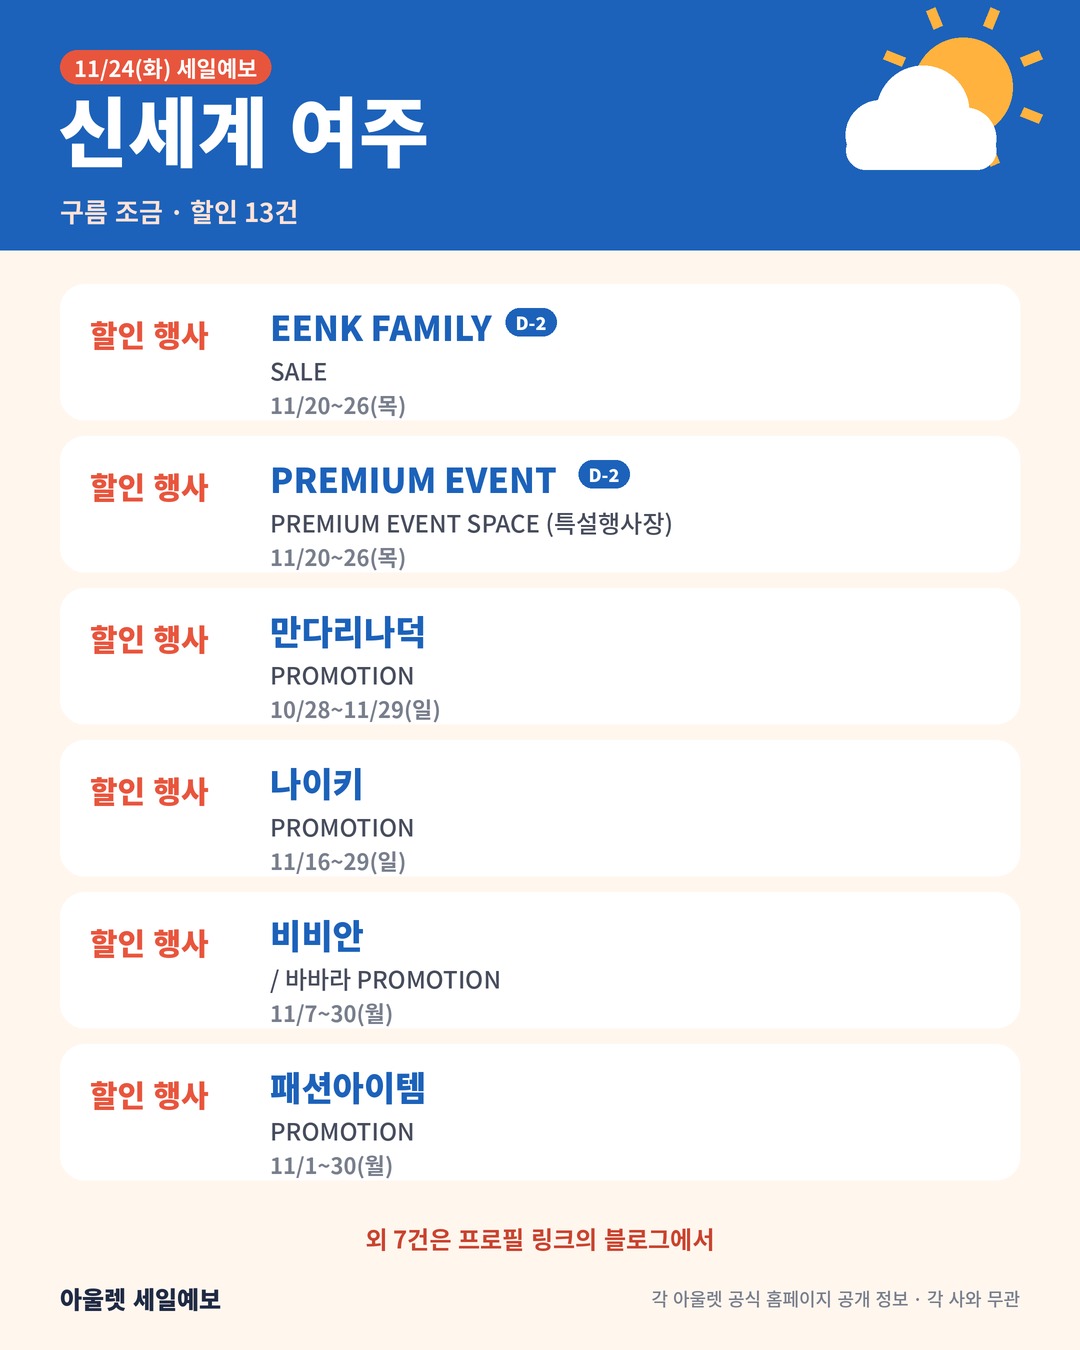 11/24(화) 세일예보
신세계 여주
구름 조금 · 할인 13건
할인 행사
EENK FAMILY D-2
SALE
11/20~26(목)
할인 행사
PREMIUM EVENT D-2
PREMIUM EVENT SPACE (특설행사장)
11/20~26(목)
할인 행사
만다리나덕
PROMOTION
10/28~11/29(일)
할인 행사
나이키
PROMOTION
11/16~29(일)
할인 행사
비비안
/ 바바라 PROMOTION
11/7~30(월)
할인 행사
패션아이템
PROMOTION
11/1~30(월)
외 7건은 프로필 링크의 블로그에서
아울렛 세일예보
각 아울렛 공식 홈페이지 공개 정보 · 각 사와 무관